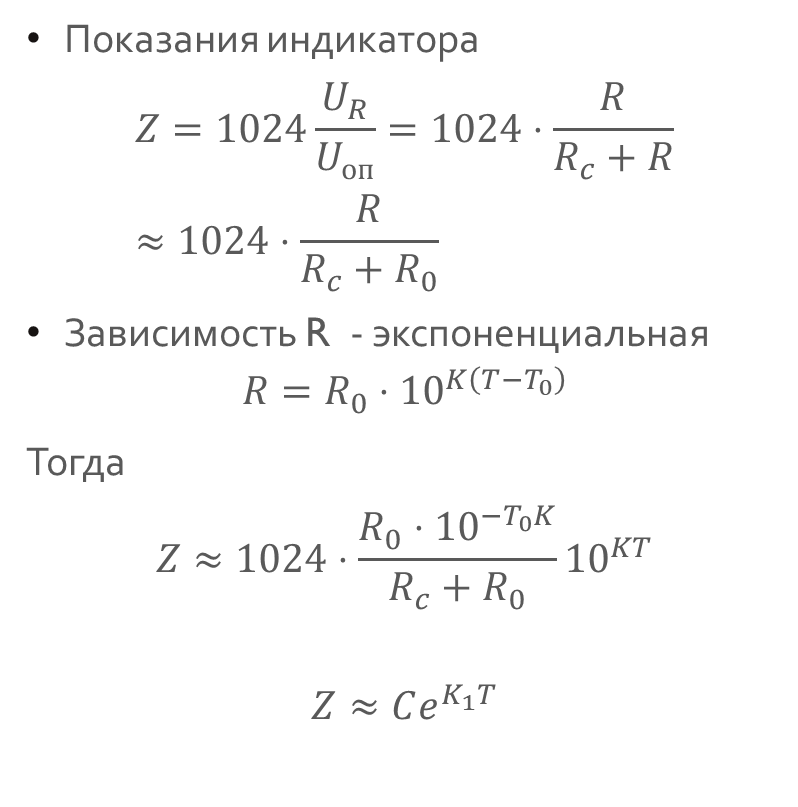 • Показания индикатора
Z = 1024 U_R/U_оп = 1024 · R/(R_c + R)
≈ 1024 · R/(R_c + R_0)
• Зависимость R - экспоненциальная
R = R_0 · 10^{K(T−T_0)}
Тогда
Z ≈ 1024 · (R_0 · 10^{−T_0K})/(R_c + R_0) 10^{KT}
Z ≈ Ce^{K_1T}